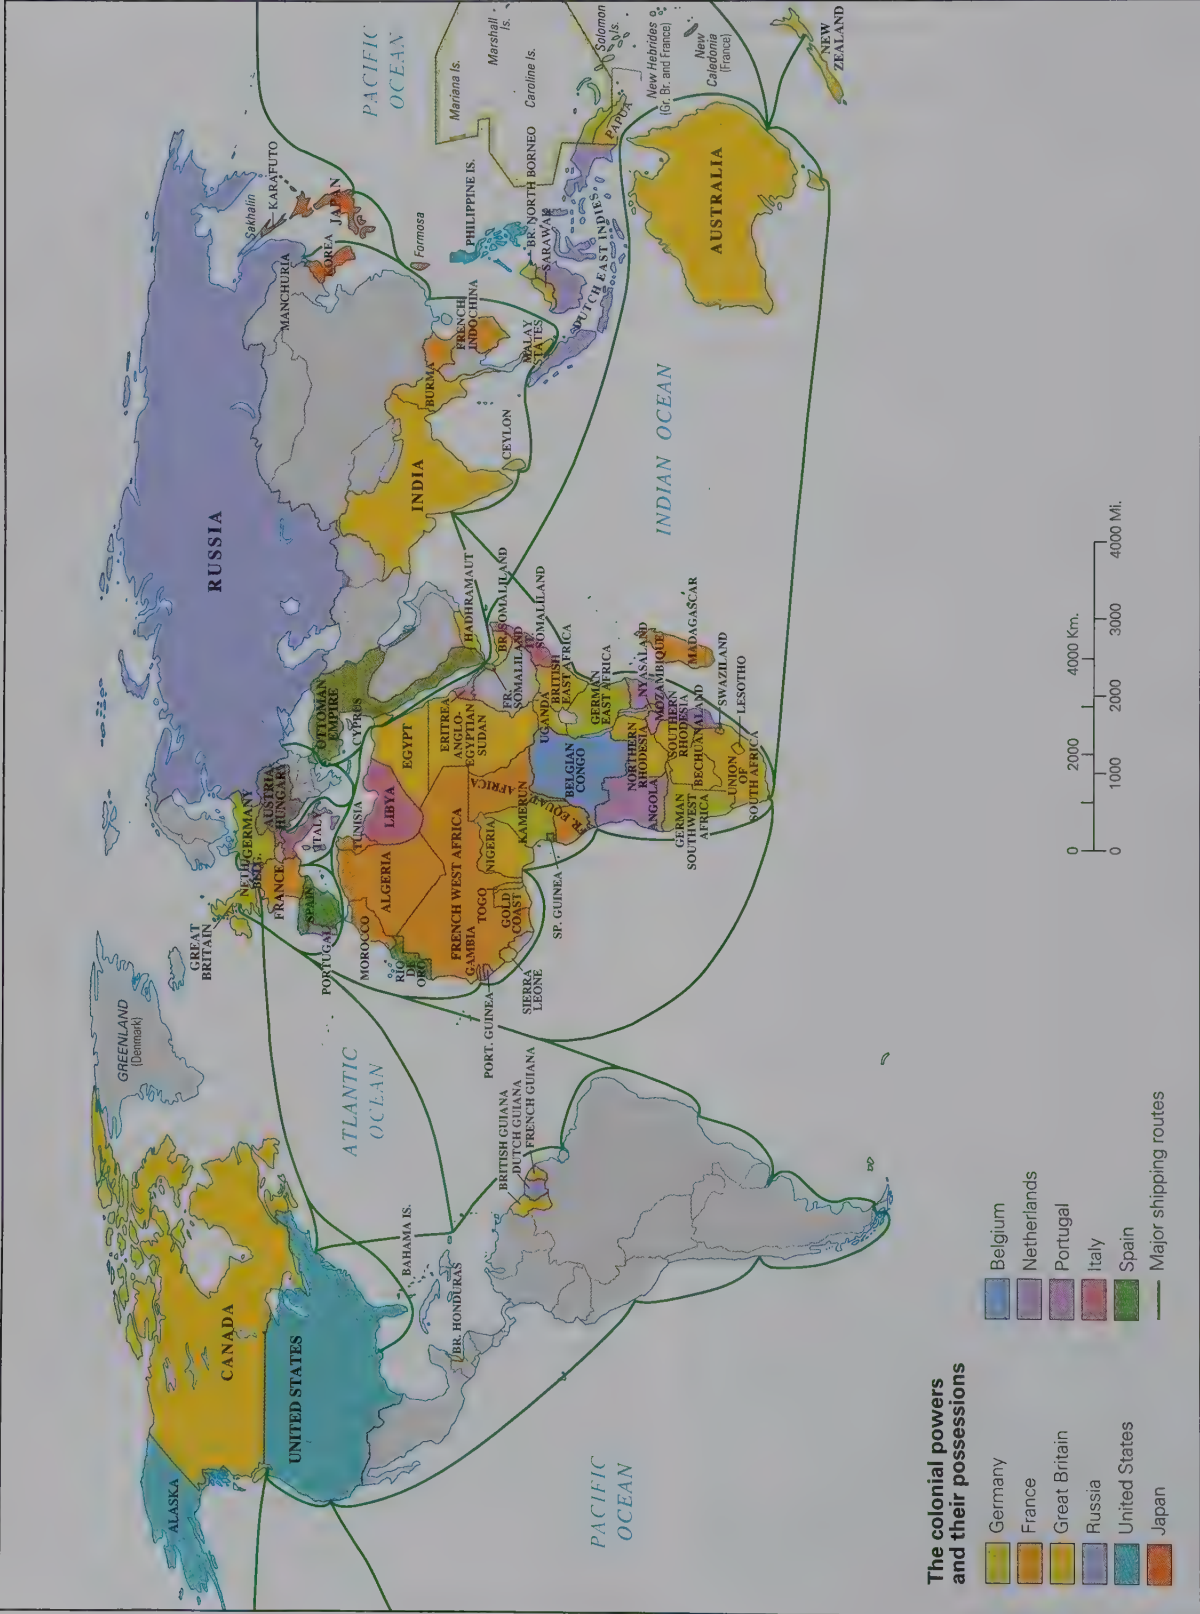 PACIFIC
OCEAN
Mariana Is.
Marshall
Is.
Caroline Is.
Solomon
Is.
New Hebrides
(Gr. Br. and France)
New
Caledonia
(France)
NEW
ZEALAND
PAPUA
AUSTRALIA
Sakhalin
KARAFUTO
JAPAN
KOREA
MANCHURIA
Formosa
PHILIPPINE IS.
BR. NORTH BORNEO
SARAWAK
DUTCH EAST INDIES
FRENCH
INDOCHINA
MALAY
STATES
BURMA
CEYLON
INDIA
INDIAN OCEAN
RUSSIA
OTTOMAN
EMPIRE
CYPRUS
HADHRAMAUT
BR. SOMALILAND
FR.
SOMALILAND
IT.
SOMALILAND
ERITREA
ANGLO-
EGYPTIAN
SUDAN
EGYPT
UGANDA
BRITISH
EAST AFRICA
GERMAN
EAST AFRICA
NYASALAND
MOZAMBIQUE
MADAGASCAR
SOUTHERN
RHODESIA
BECHUANALAND
SWAZILAND
LESOTHO
NORTHERN
RHODESIA
BELGIAN
CONGO
ANGOLA
UNION
OF
SOUTH AFRICA
GERMAN
SOUTHWEST
AFRICA
FR. EQUAT.
AFRICA
KAMERUN
NIGERIA
SP. GUINEA
TOGO
GOLD
COAST
FRENCH WEST AFRICA
GAMBIA
SIERRA
LEONE
PORT. GUINEA
LIBYA
TUNISIA
ALGERIA
MOROCCO
RIO
DE
ORO
AUSTRIA
HUNGARY
ITALY
GERMANY
NETH.
BELG.
FRANCE
SPAIN
PORTUGAL
GREAT
BRITAIN
GREENLAND
(Denmark)
ATLANTIC
OCEAN
BRITISH GUIANA
DUTCH GUIANA
FRENCH GUIANA
BAHAMA IS.
BR. HONDURAS
CANADA
UNITED STATES
ALASKA
PACIFIC
OCEAN
0 2000 4000 Km.
0 1000 2000 3000 4000 Mi.
The colonial powers
and their possessions
Germany
France
Great Britain
Russia
United States
Japan
Belgium
Netherlands
Portugal
Italy
Spain
Major shipping routes